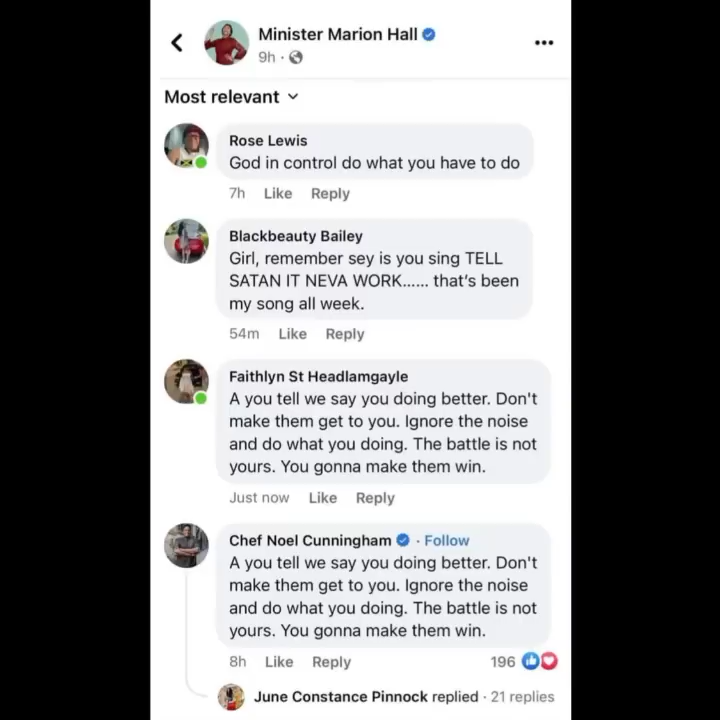 Minister Marion Hall
9h ·
Most relevant
Rose Lewis
God in control do what you have to do
7h Like Reply
Blackbeauty Bailey
Girl, remember sey is you sing TELL
SATAN IT NEVA WORK...... that's been
my song all week.
54m Like Reply
Faithlyn St Headlamgayle
A you tell we say you doing better. Don't
make them get to you. Ignore the noise
and do what you doing. The battle is not
yours. You gonna make them win.
Just now Like Reply
Chef Noel Cunningham · Follow
A you tell we say you doing better. Don't
make them get to you. Ignore the noise
and do what you doing. The battle is not
yours. You gonna make them win.
8h Like Reply 196
June Constance Pinnock replied · 21 replies